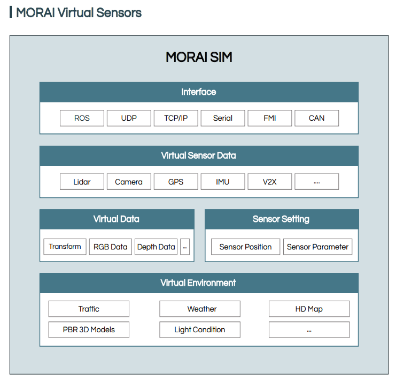 MORAI Virtual Sensors
MORAI SIM
Interface
ROS UDP TCP/IP Serial FMI CAN
Virtual Sensor Data
Lidar Camera GPS IMU V2X ...
Virtual Data
Transform RGB Data Depth Data ...
Sensor Setting
Sensor Position Sensor Parameter
Virtual Environment
Traffic Weather HD Map
PBR 3D Models Light Condition ...